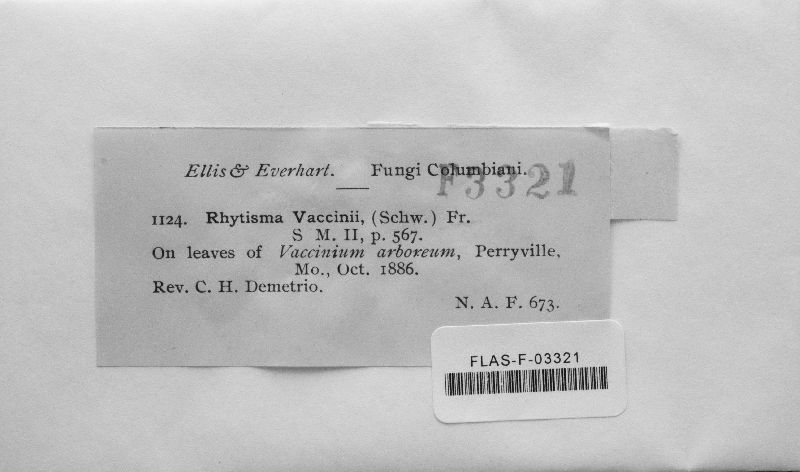 Ellis & Everhart. Fungi Columbiani.
F3321
1124. Rhytisma Vaccinii, (Schw.) Fr.
S M. II, p. 567.
On leaves of Vaccinium arboreum, Perryville,
Mo., Oct. 1886.
Rev. C. H. Demetrio.
N. A. F. 673.
FLAS-F-03321